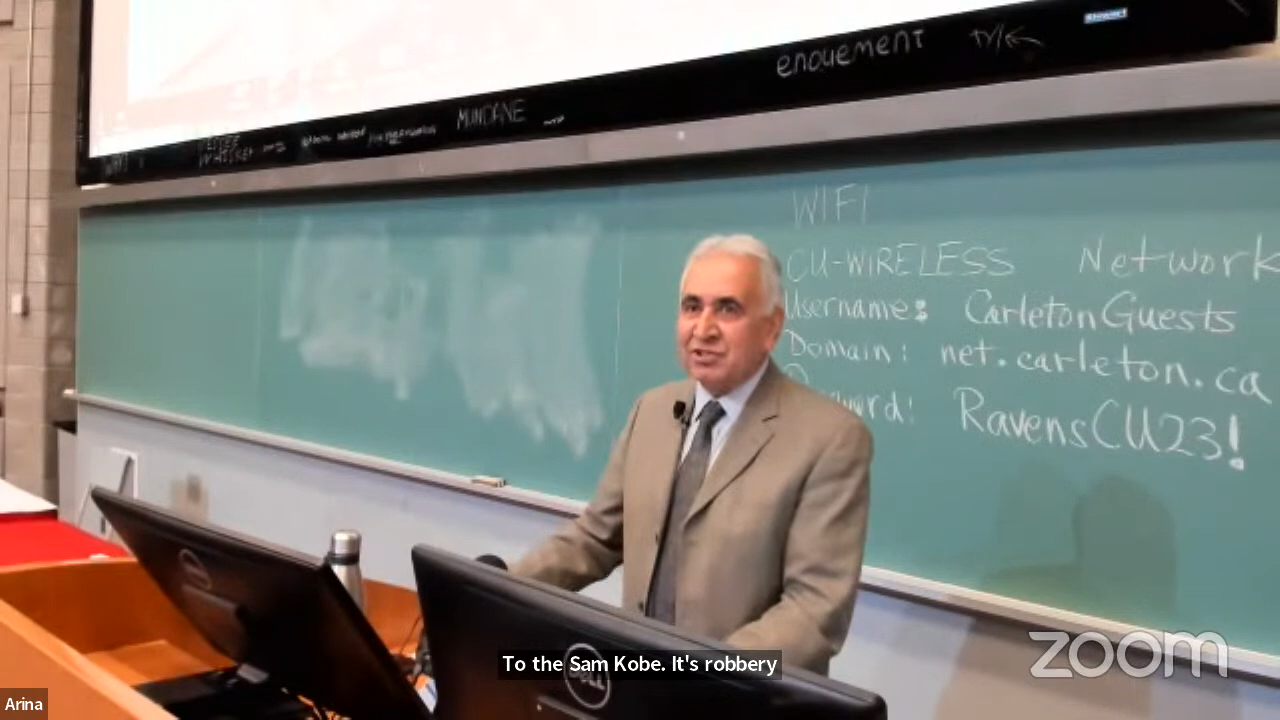 enouement
MUNDANE
WIFI
CU-WIRELESS Network
Username: CarletonGuests
Domain: net.carleton.ca
RavensCU23!
DELL
To the Sam Kobe. It's robbery
zoom
Arina